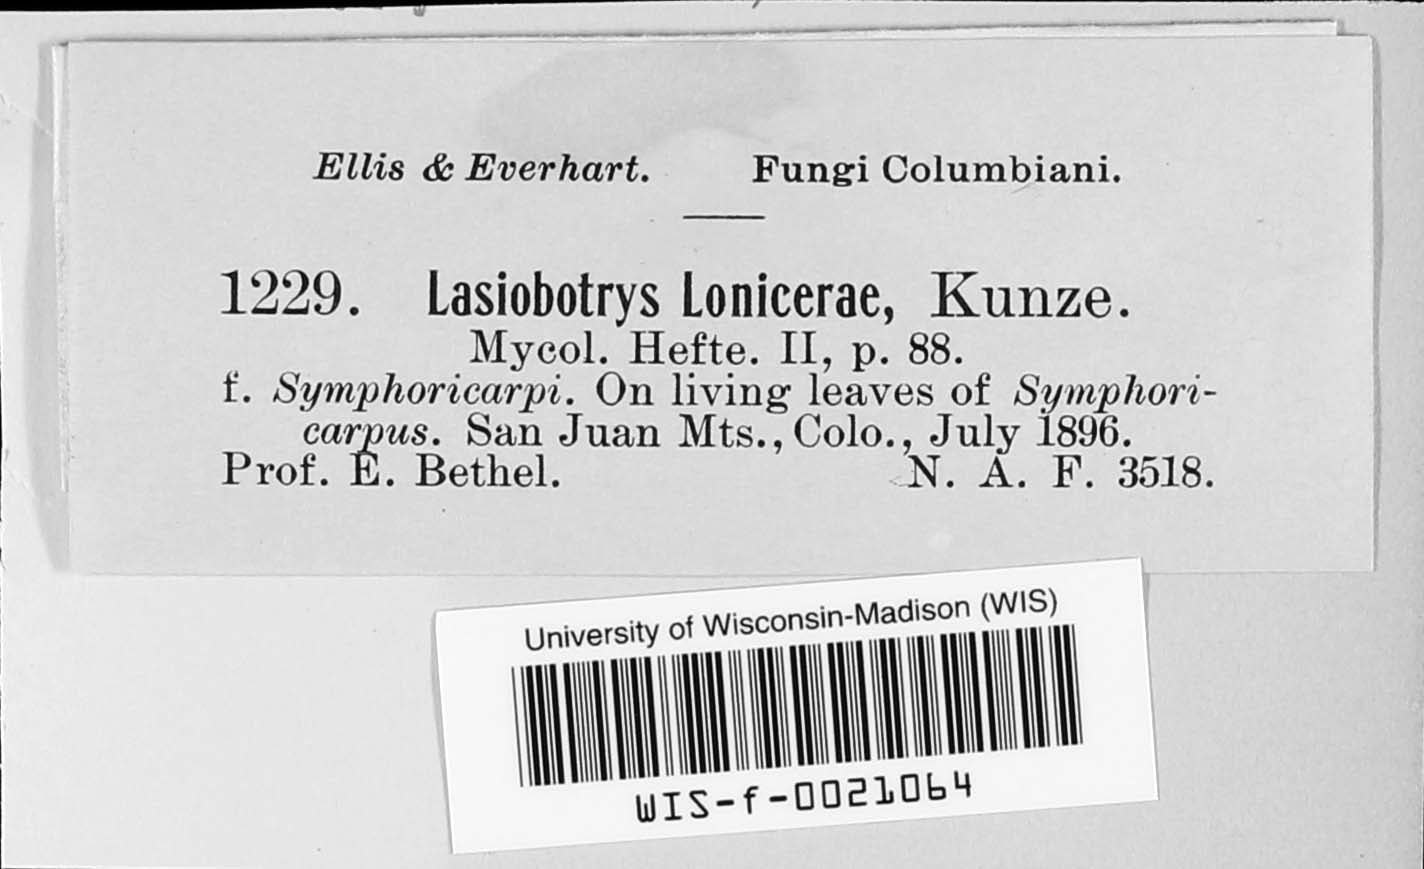 Ellis & Everhart. Fungi Columbiani.
1229. Lasiobotrys Lonicerae, Kunze.
Mycol. Hefte. II, p. 88.
f. Symphoricarpi. On living leaves of Symphori-
carpus. San Juan Mts., Colo., July 1896.
Prof. E. Bethel. N. A. F. 3518.
University of Wisconsin-Madison (WIS)
WIS-f-0021064